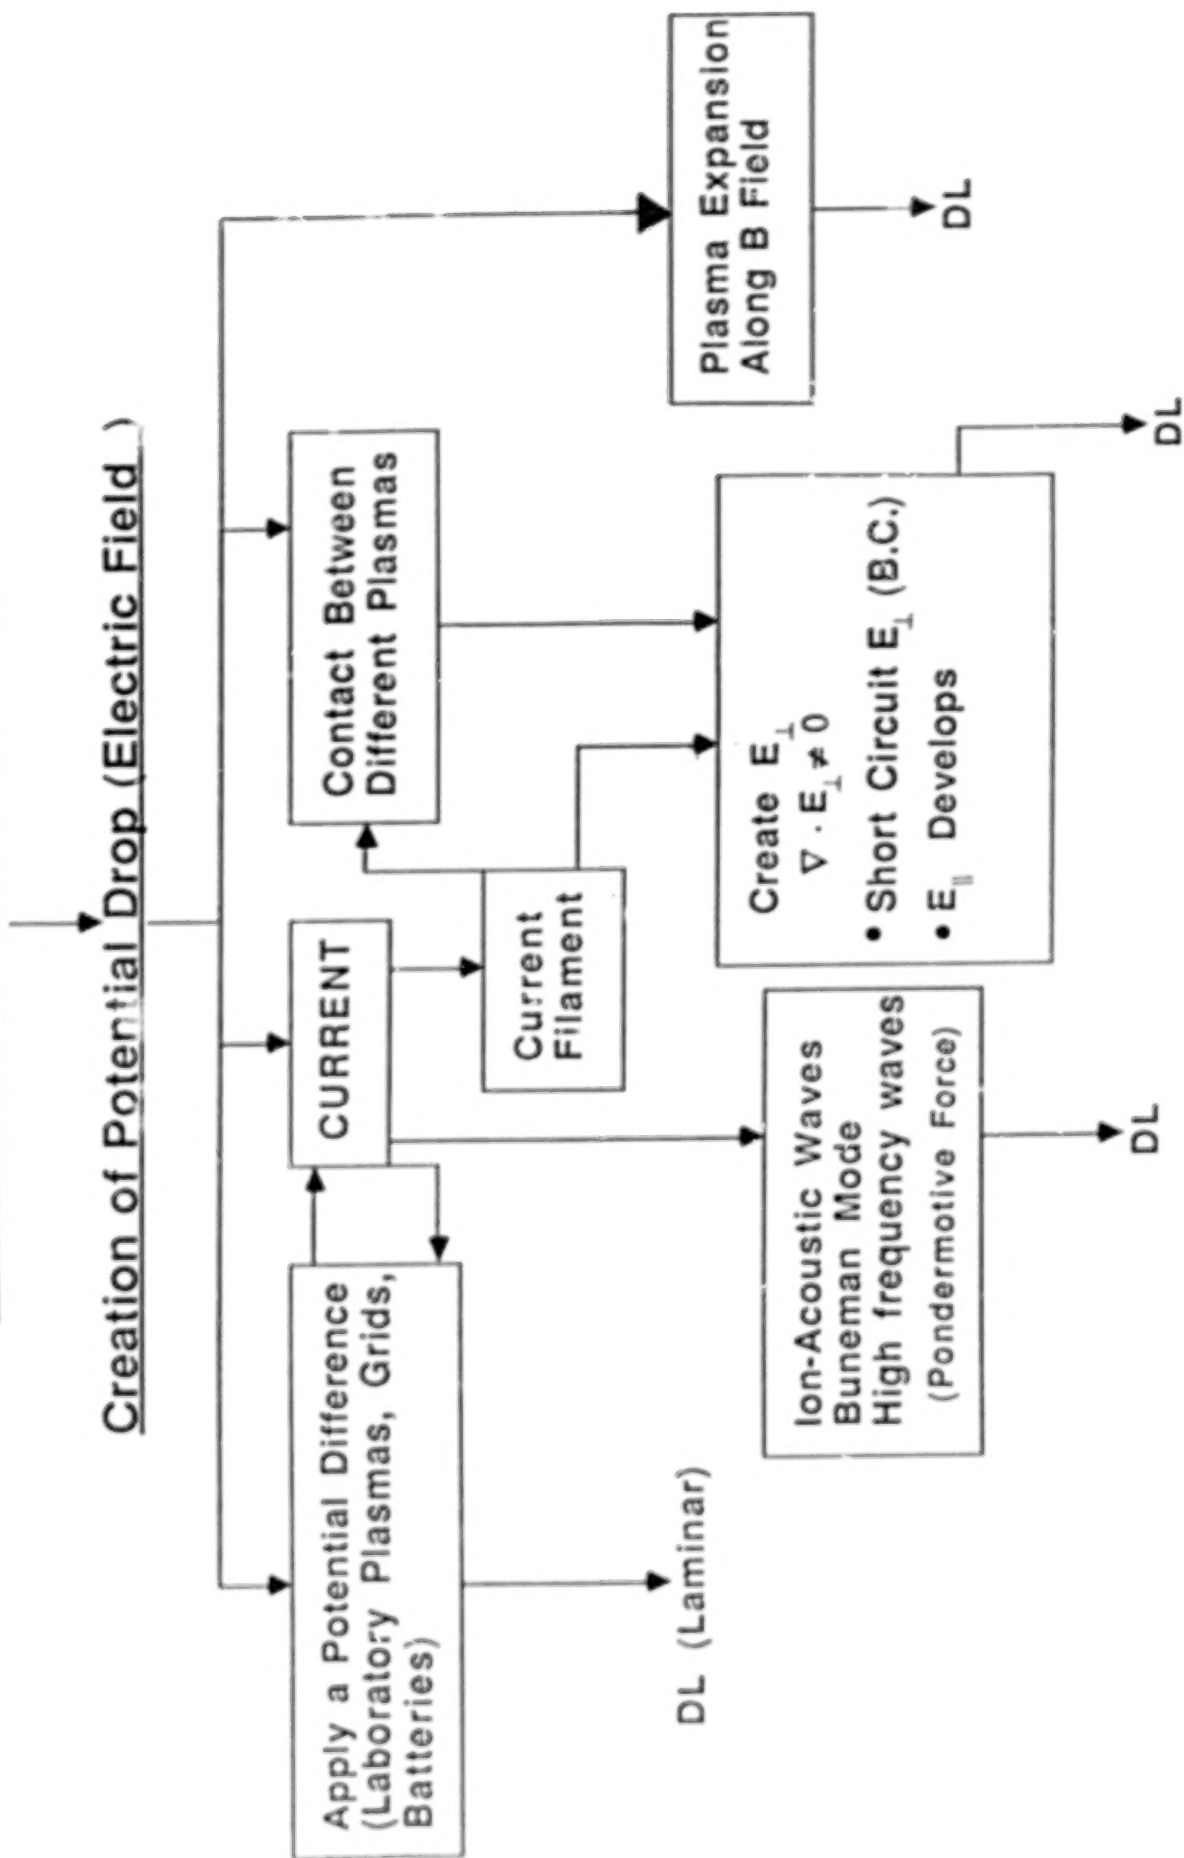 Creation of Potential Drop (Electric Field)
Apply a Potential Difference
(Laboratory Plasmas, Grids,
Batteries)
CURRENT
Contact Between
Different Plasmas
Current
Filament
Plasma Expansion
Along B Field
DL (Laminar)
Ion-Acoustic Waves
Buneman Mode
High frequency waves
(Pondermotive Force)
Create E⊥
∇ · E⊥ ≠ 0
• Short Circuit E⊥ (B.C.)
• E∥ Develops
DL
DL
DL